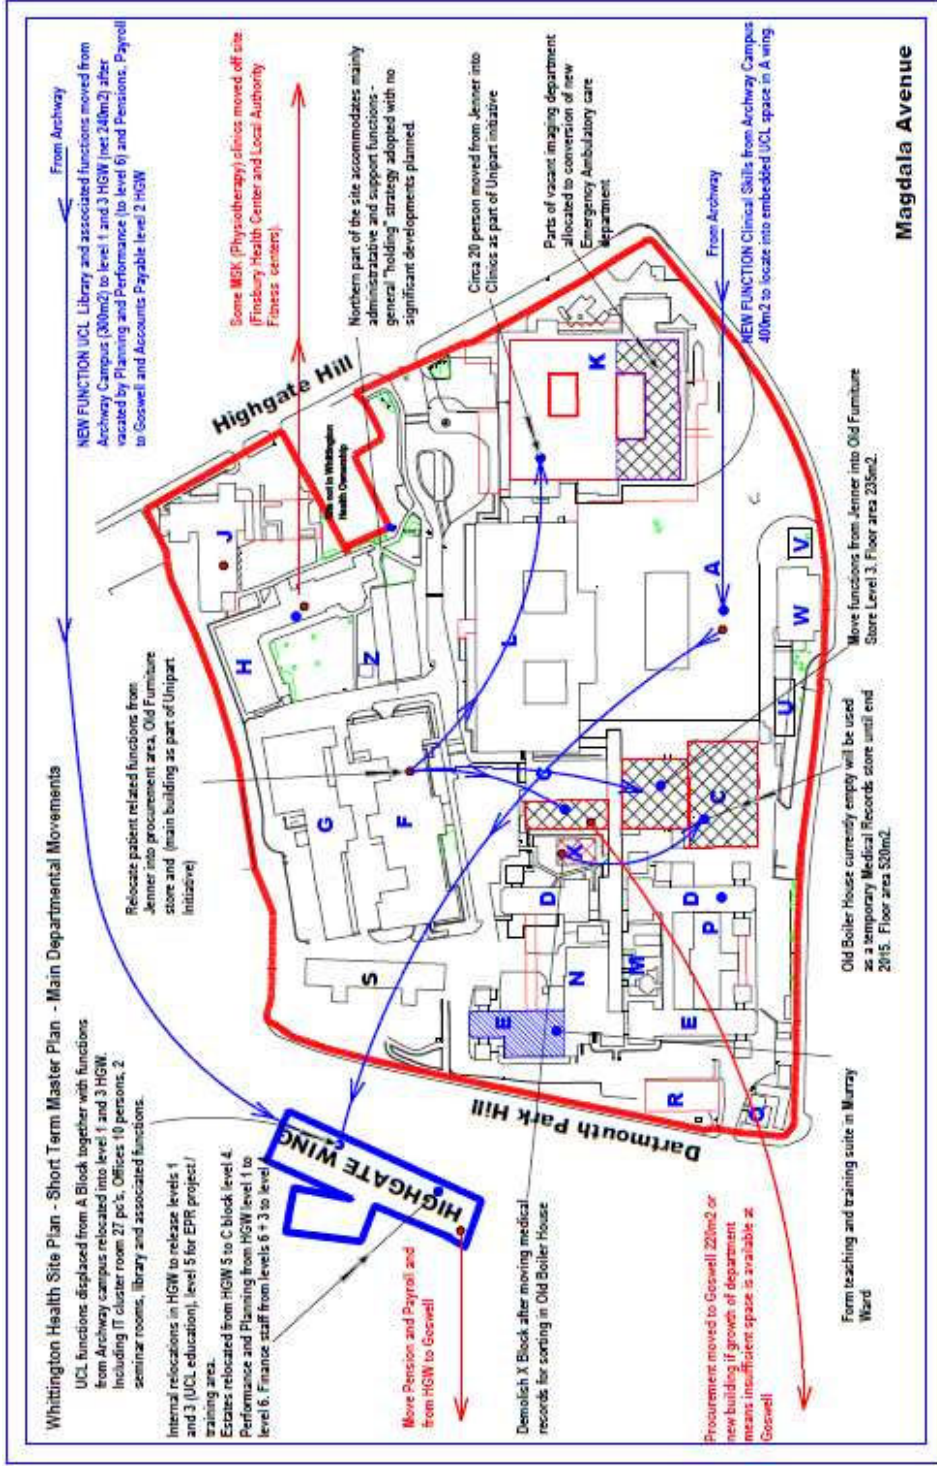 Whittington Health Site Plan - Short Term Master Plan - Main Departmental Movements
UCL functions displaced from A Block together with functions
from Archway campus relocated into level 1 and 3 HGW.
Including IT cluster room 27 pc's, Offices 10 persons, 2
seminar rooms, library and associated functions.
Internal relocations in HGW to release levels 1
and 3 (UCL education), level 5 for EPR project /
training area.
Estates relocated from HGW 5 to C block level 4.
Performance and Planning from HGW level 1 to
level 6. Finance staff from levels 6 + 3 to level
Move Pension and Payroll and
from HGW to Goswell
Demolish X Block after moving medical
records for sorting in Old Boiler House
Procurement moved to Goswell 220m2 or
new building if growth of department
means insufficient space is available at
Goswell
Form teaching and training suite in Murray
Ward
Relocate patient related functions from
Jenner into procurement area, Old Furniture
store and (main building as part of Unipart
Initiative)
Old Boiler House currently empty will be used
as a temporary Medical Records store until end
2015. Floor area 520m2.
Move functions from Jenner into Old Furniture
Store Level 3. Floor area 235m2.
From Archway
NEW FUNCTION UCL Library and associated functions moved from
Archway Campus (300m2) to level 1 and 3 HGW (net 240m2) after
vacated by Planning and Performance (to level 6) and Pensions, Payroll
to Goswell and Accounts Payable level 2 HGW
Some MSK (Physiotherapy) clinics moved off site
(Finsbury Health Center and Local Authority
Fitness centers).
Northern part of the site accommodates mainly
administratative and support functions -
general "holding" strategy adopted with no
significant developments planned.
Circa 20 person moved from Jenner into
Clinics as part of Unipart initiative
Parts of vacant imaging department
allocated to conversion of new
Emergency Ambulatory care
department
From Archway
NEW FUNCTION Clinical Skills from Archway Campus
400m2 to locate into embedded UCL space in A wing
Magdala Avenue
Highgate Hill
Site not in Whittington
Health Ownership
Dartmouth Park Hill
HIGHGATE WING
J
H
Z
G
F
S
L
K
A
V
W
U
C
X
D
D
P
N
M
E
E
R